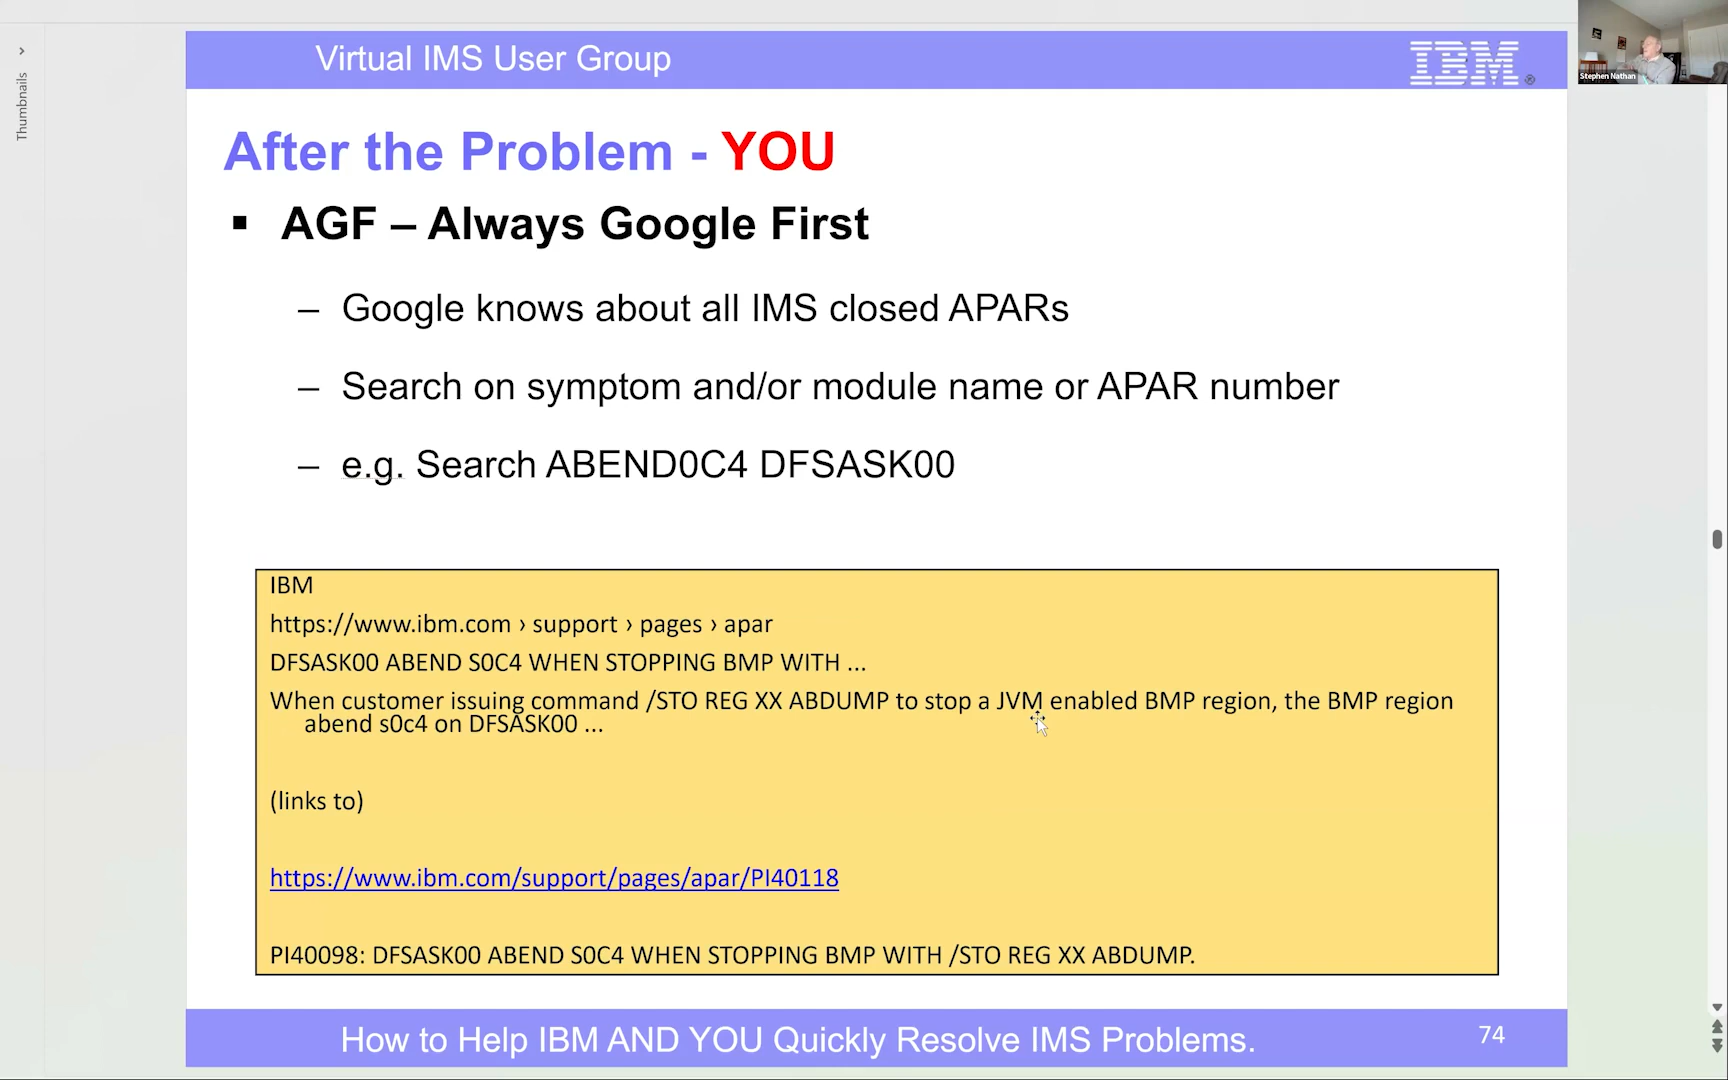 Virtual IMS User Group
IBM®
Stephen Nathan
Thumbnails
After the Problem - YOU
▪ AGF – Always Google First
– Google knows about all IMS closed APARs
– Search on symptom and/or module name or APAR number
– e.g. Search ABEND0C4 DFSASK00
IBM
https://www.ibm.com › support › pages › apar
DFSASK00 ABEND S0C4 WHEN STOPPING BMP WITH ...
When customer issuing command /STO REG XX ABDUMP to stop a JVM enabled BMP region, the BMP region
abend s0c4 on DFSASK00 ...
(links to)
https://www.ibm.com/support/pages/apar/PI40118
PI40098: DFSASK00 ABEND S0C4 WHEN STOPPING BMP WITH /STO REG XX ABDUMP.
How to Help IBM AND YOU Quickly Resolve IMS Problems.
74